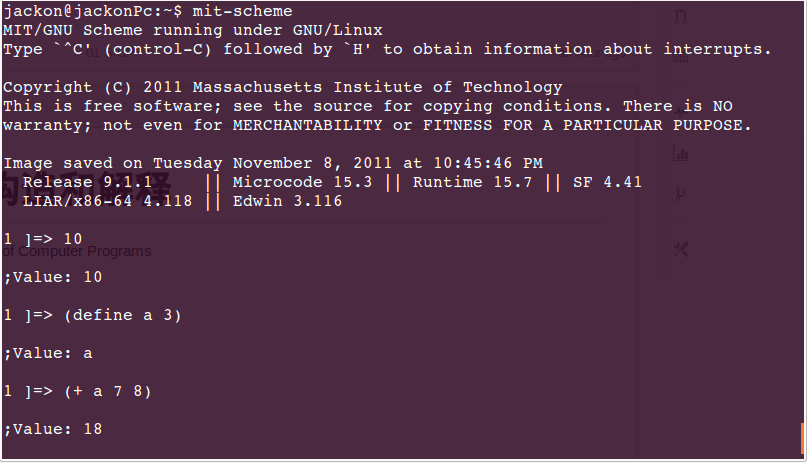 jackon@jackonPc:~$ mit-scheme
MIT/GNU Scheme running under GNU/Linux
Type `^C' (control-C) followed by `H' to obtain information about interrupts.
Copyright (C) 2011 Massachusetts Institute of Technology
This is free software; see the source for copying conditions. There is NO
warranty; not even for MERCHANTABILITY or FITNESS FOR A PARTICULAR PURPOSE.
Image saved on Tuesday November 8, 2011 at 10:45:46 PM
Release 9.1.1 || Microcode 15.3 || Runtime 15.7 || SF 4.41
LIAR/x86-64 4.118 || Edwin 3.116
1 ]=> 10
of Computer Programs
;Value: 10
1 ]=> (define a 3)
;Value: a
1 ]=> (+ a 7 8)
;Value: 18